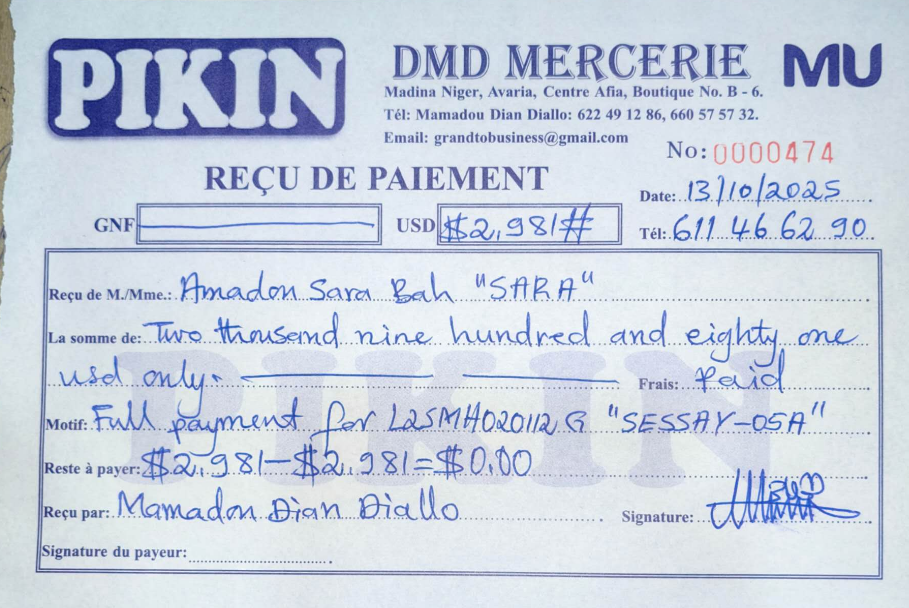 PIKIN
DMD MERCERIE
MU
Madina Niger, Avaria, Centre Afia, Boutique No. B - 6.
Tél: Mamadou Dian Diallo: 622 49 12 86, 660 57 57 32.
Email: grandtobusiness@gmail.com
No: 0000474
REÇU DE PAIEMENT
Date: 13/10/2025
GNF
USD $2,981#
Tél: 611 46 62 90
Reçu de M./Mme.: Amadou Sara Bah "SARA"
La somme de: Two thousand nine hundred and eighty one
usd only.
Frais: Paid
Motif: Full payment for L2SMH020112G "SESSAY-OSA"
Reste à payer: $2,981-$2,981=$0.00
Reçu par: Mamadou Dian Diallo
Signature:
Signature du payeur:
PIKIN